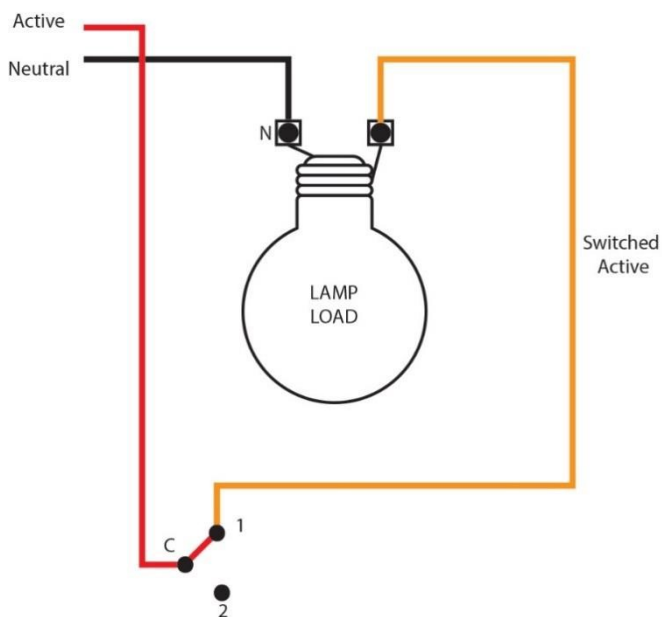 Active
Neutral
N
LAMP
LOAD
Switched
Active
1
C
2